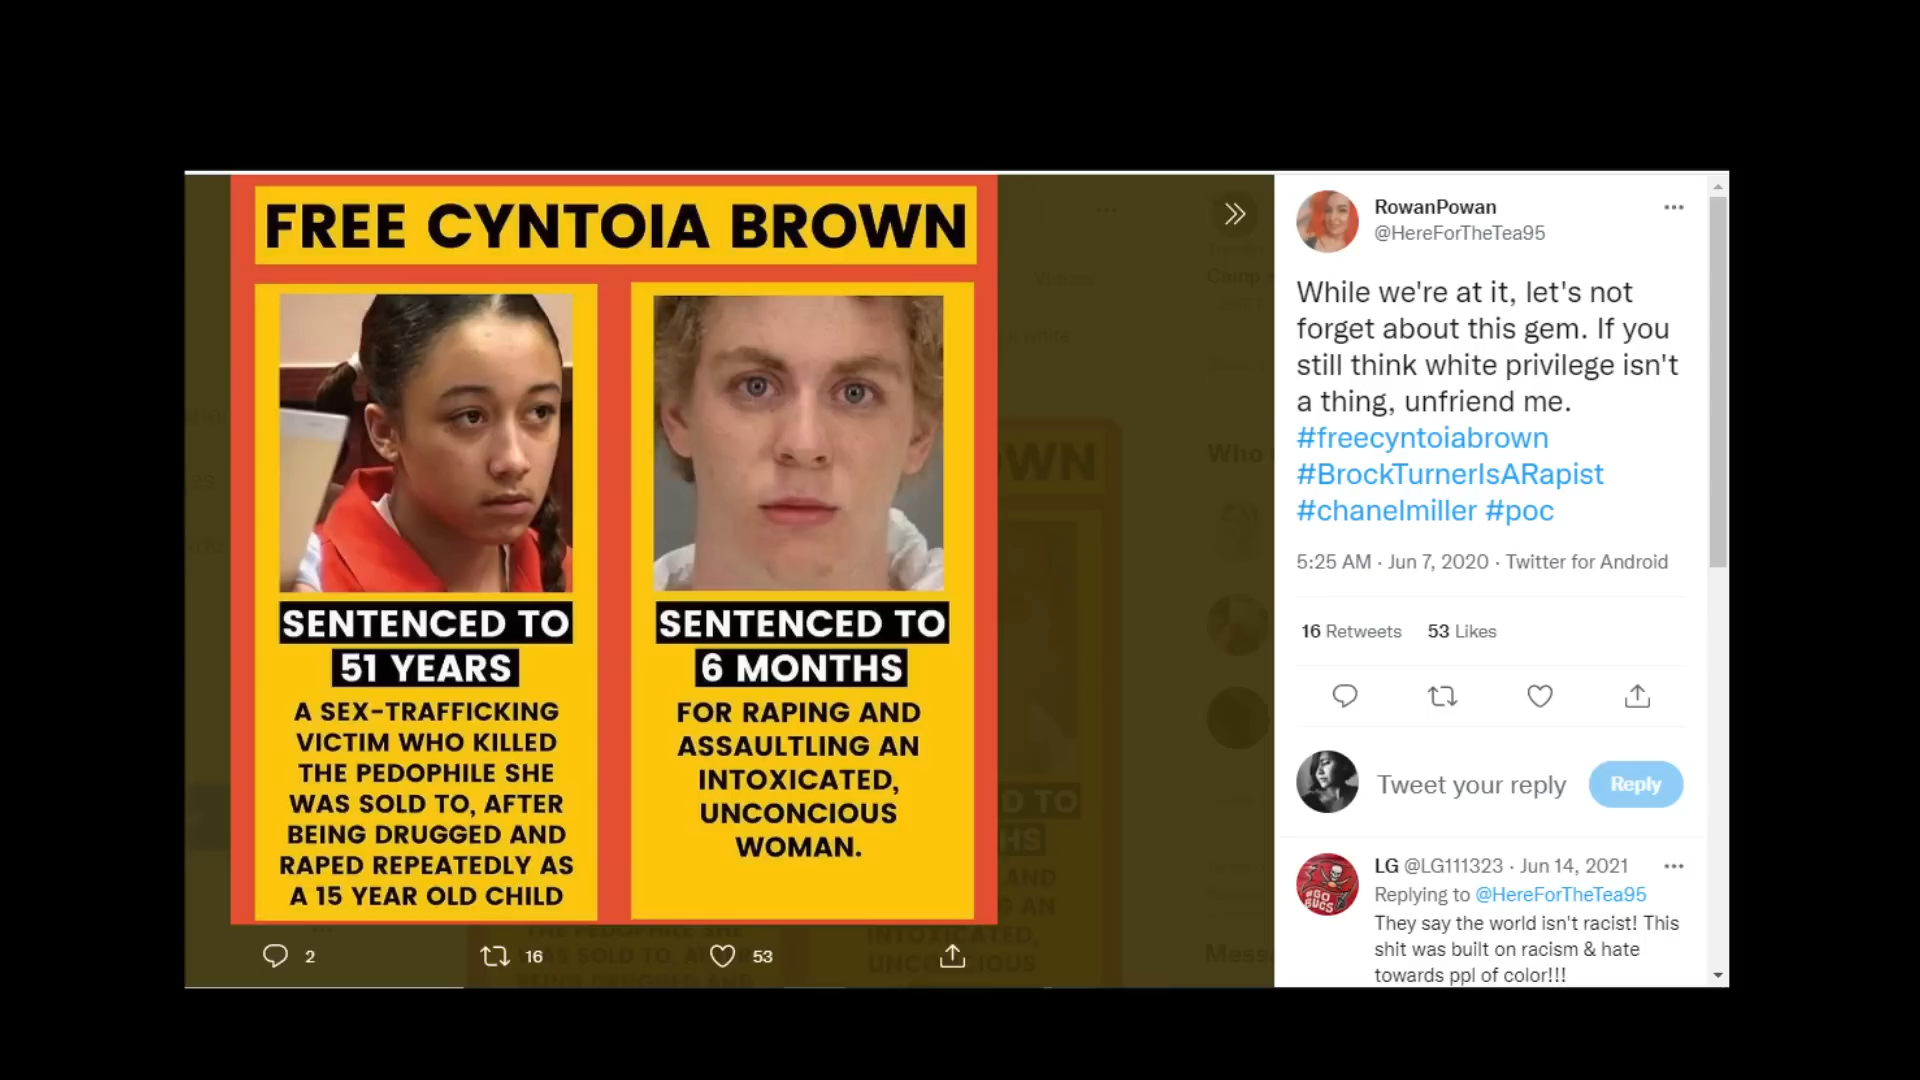 FREE CYNTOIA BROWN
SENTENCED TO
51 YEARS
A SEX-TRAFFICKING
VICTIM WHO KILLED
THE PEDOPHILE SHE
WAS SOLD TO, AFTER
BEING DRUGGED AND
RAPED REPEATEDLY AS
A 15 YEAR OLD CHILD
SENTENCED TO
6 MONTHS
FOR RAPING AND
ASSAULTLING AN
INTOXICATED,
UNCONCIOUS
WOMAN.
2
16
53
RowanPowan
@HereForTheTea95
While we're at it, let's not
forget about this gem. If you
still think white privilege isn't
a thing, unfriend me.
#freecyntoiabrown
#BrockTurnerIsARapist
#chanelmiller #poc
5:25 AM · Jun 7, 2020 · Twitter for Android
16 Retweets 53 Likes
Tweet your reply
Reply
LG @LG111323 · Jun 14, 2021
Replying to @HereForTheTea95
They say the world isn't racist! This
shit was built on racism & hate
towards ppl of color!!!